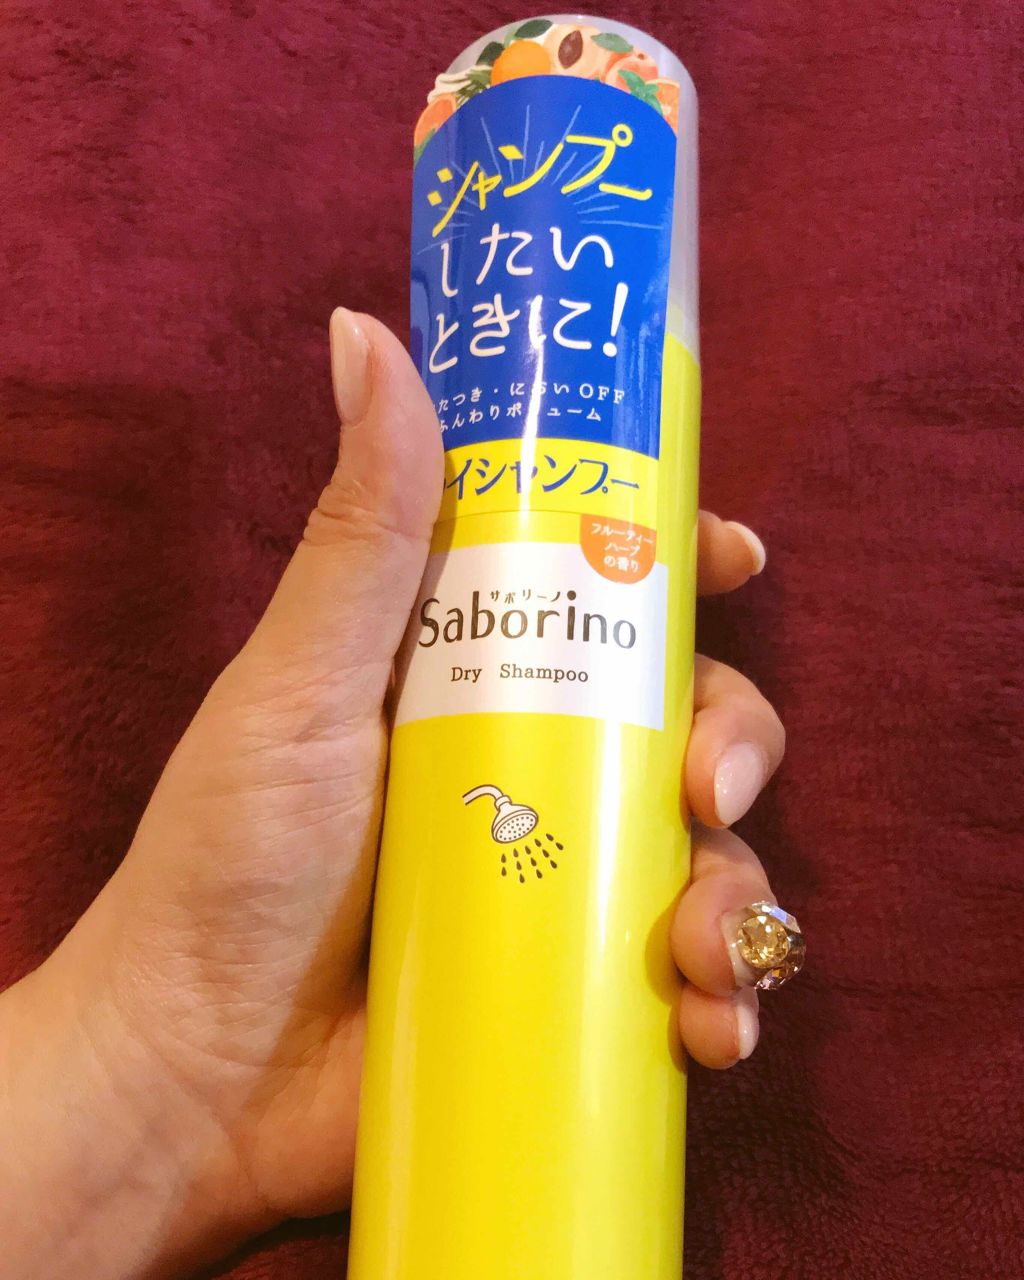 シャンプー
したい
ときに!
たつき・においOFF
ふんわりボリューム
イシャンプー
フルーティー
ハーブ
の香り
サボリーノ
Saborino
Dry Shampoo